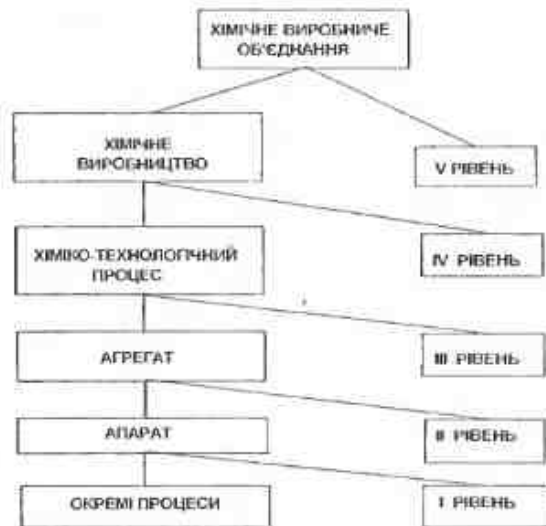 ХІМІЧНЕ ВИРОБНИЧЕ
ОБ'ЄДНАННЯ
ХІМІЧНЕ
ВИРОБНИЦТВО
V РІВЕНЬ
ХІМІКО-ТЕХНОЛОГІЧНИЙ
ПРОЦЕС
IV РІВЕНЬ
АГРЕГАТ
III РІВЕНЬ
АПАРАТ
II РІВЕНЬ
ОКРЕМІ ПРОЦЕСИ
I РІВЕНЬ